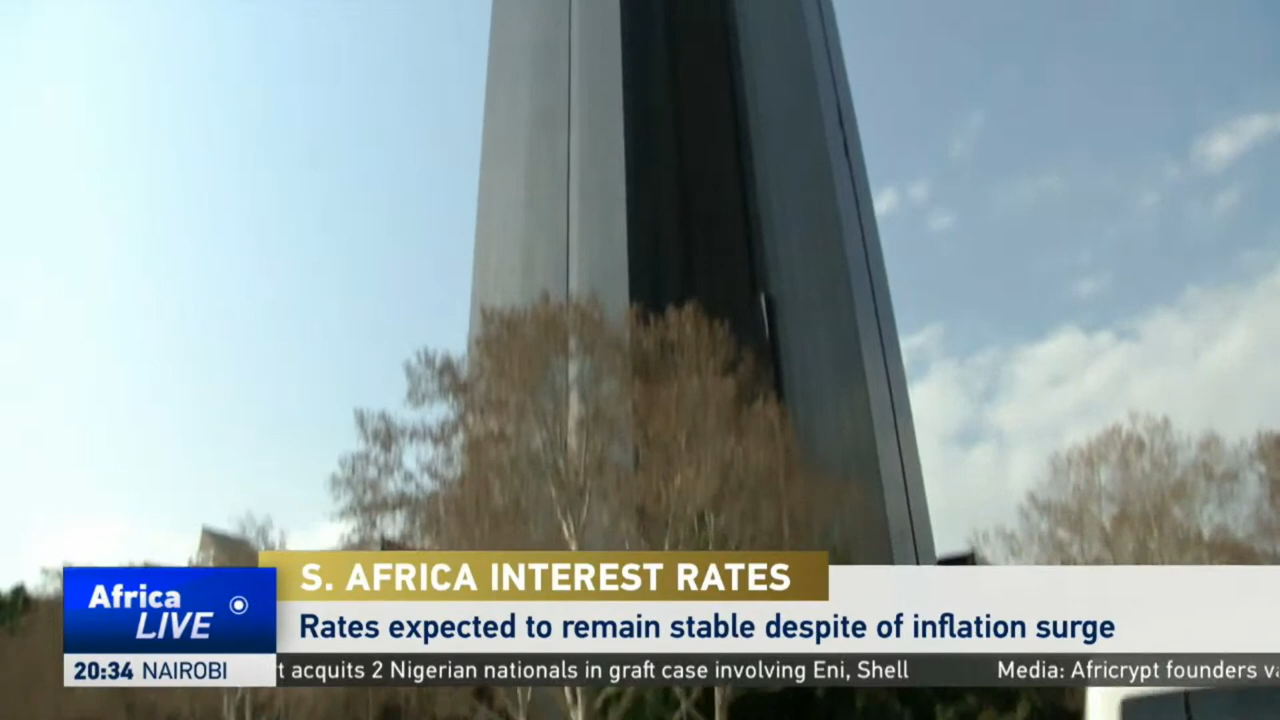 S. AFRICA INTEREST RATES
Africa
LIVE
Rates expected to remain stable despite of inflation surge
20:34 NAIROBI
acquits 2 Nigerian nationals in graft case involving Eni, Shell
Media: Africrypt founders